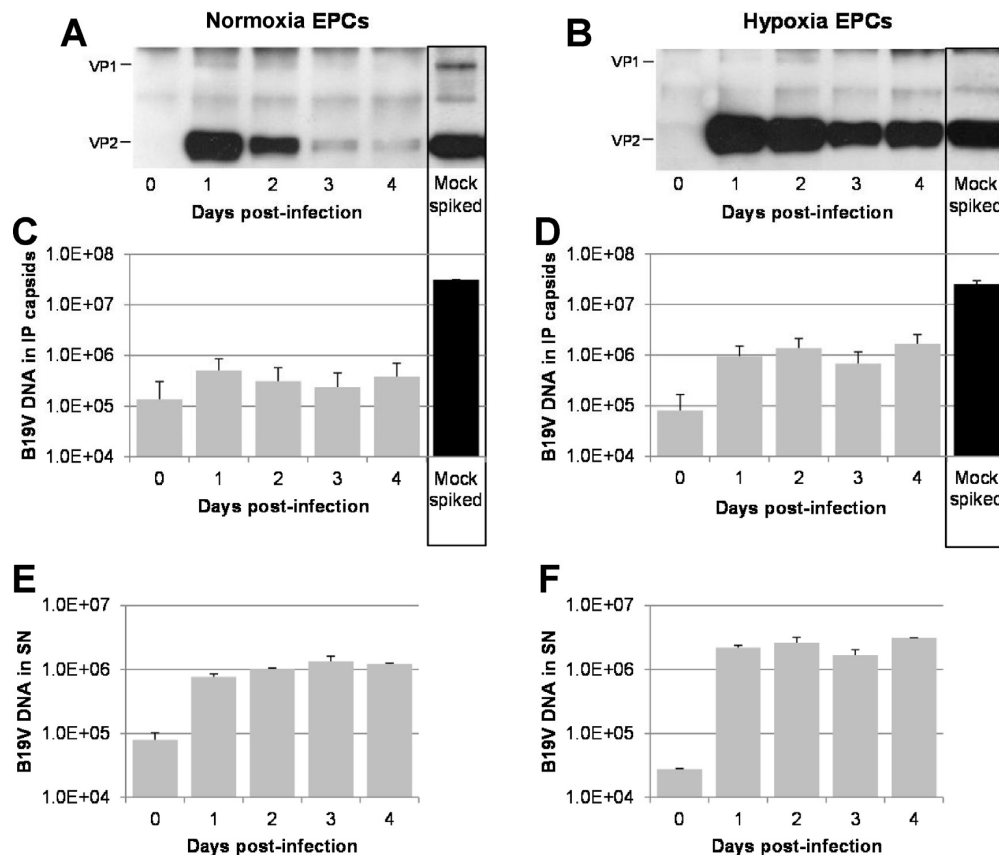 Normoxia EPCs
A
VP1
VP2
0 1 2 3 4 Mock spiked
Days post-infection
Hypoxia EPCs
B
VP1
VP2
0 1 2 3 4 Mock spiked
Days post-infection
C
B19V DNA in IP capsids
1.0E+08
1.0E+07
1.0E+06
1.0E+05
1.0E+04
0 1 2 3 4 Mock spiked
Days post-infection
D
B19V DNA in IP capsids
1.0E+08
1.0E+07
1.0E+06
1.0E+05
1.0E+04
0 1 2 3 4 Mock spiked
Days post-infection
E
B19V DNA in SN
1.0E+07
1.0E+06
1.0E+05
1.0E+04
0 1 2 3 4
Days post-infection
F
B19V DNA in SN
1.0E+07
1.0E+06
1.0E+05
1.0E+04
0 1 2 3 4
Days post-infection